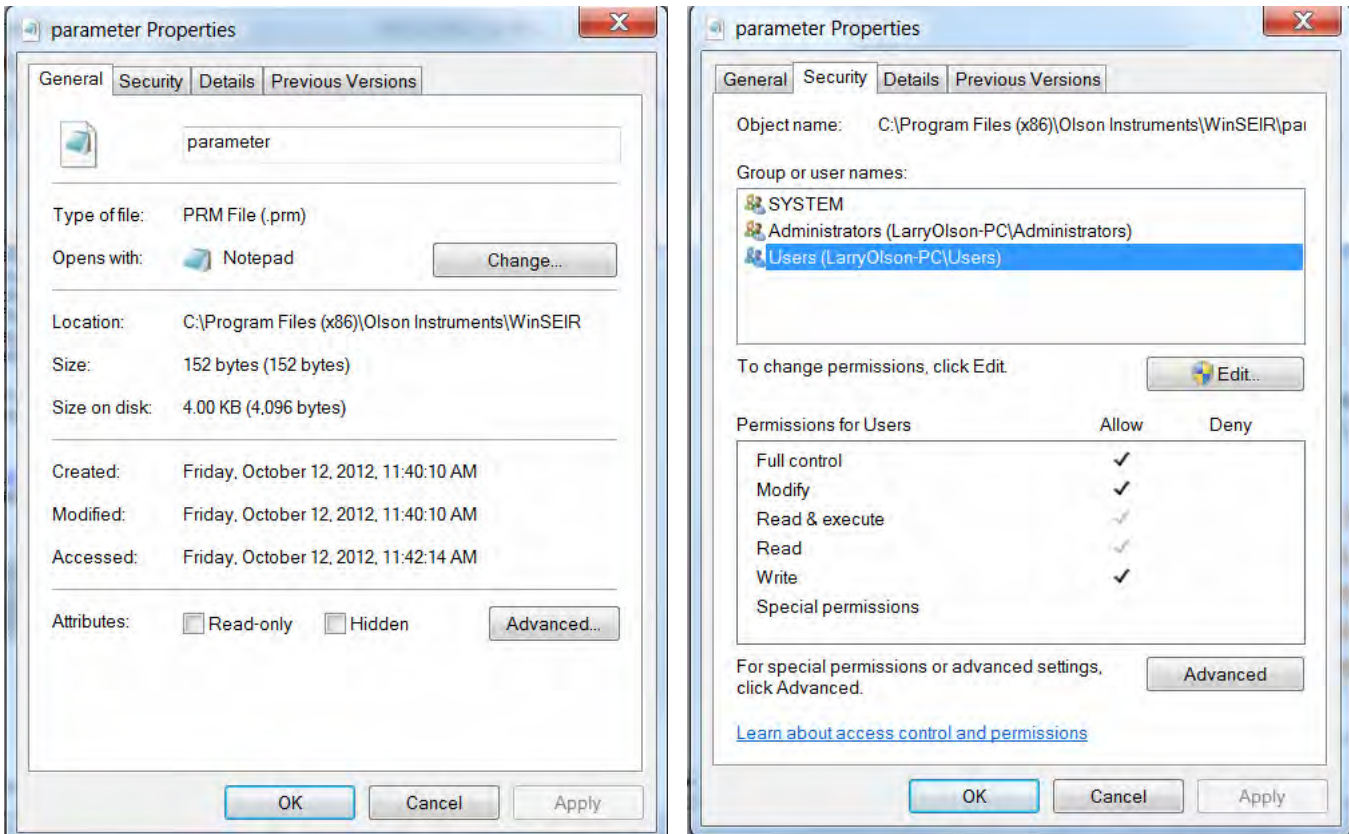 parameter Properties
General Security Details Previous Versions
parameter
Type of file: PRM File (.prm)
Opens with: Notepad Change...
Location: C:\Program Files (x86)\Olson Instruments\WinSEIR
Size: 152 bytes (152 bytes)
Size on disk: 4.00 KB (4,096 bytes)
Created: Friday, October 12, 2012, 11:40:10 AM
Modified: Friday, October 12, 2012, 11:40:10 AM
Accessed: Friday, October 12, 2012, 11:42:14 AM
Attributes: Read-only Hidden Advanced...
OK Cancel Apply
parameter Properties
General Security Details Previous Versions
Object name: C:\Program Files (x86)\Olson Instruments\WinSEIR\par
Group or user names:
SYSTEM
Administrators (LarryOlson-PC\Administrators)
Users (LarryOlson-PC\Users)
To change permissions, click Edit.
Edit...
Permissions for Users Allow Deny
Full control
Modify
Read & execute
Read
Write
Special permissions
For special permissions or advanced settings,
click Advanced.
Advanced
Learn about access control and permissions
OK Cancel Apply